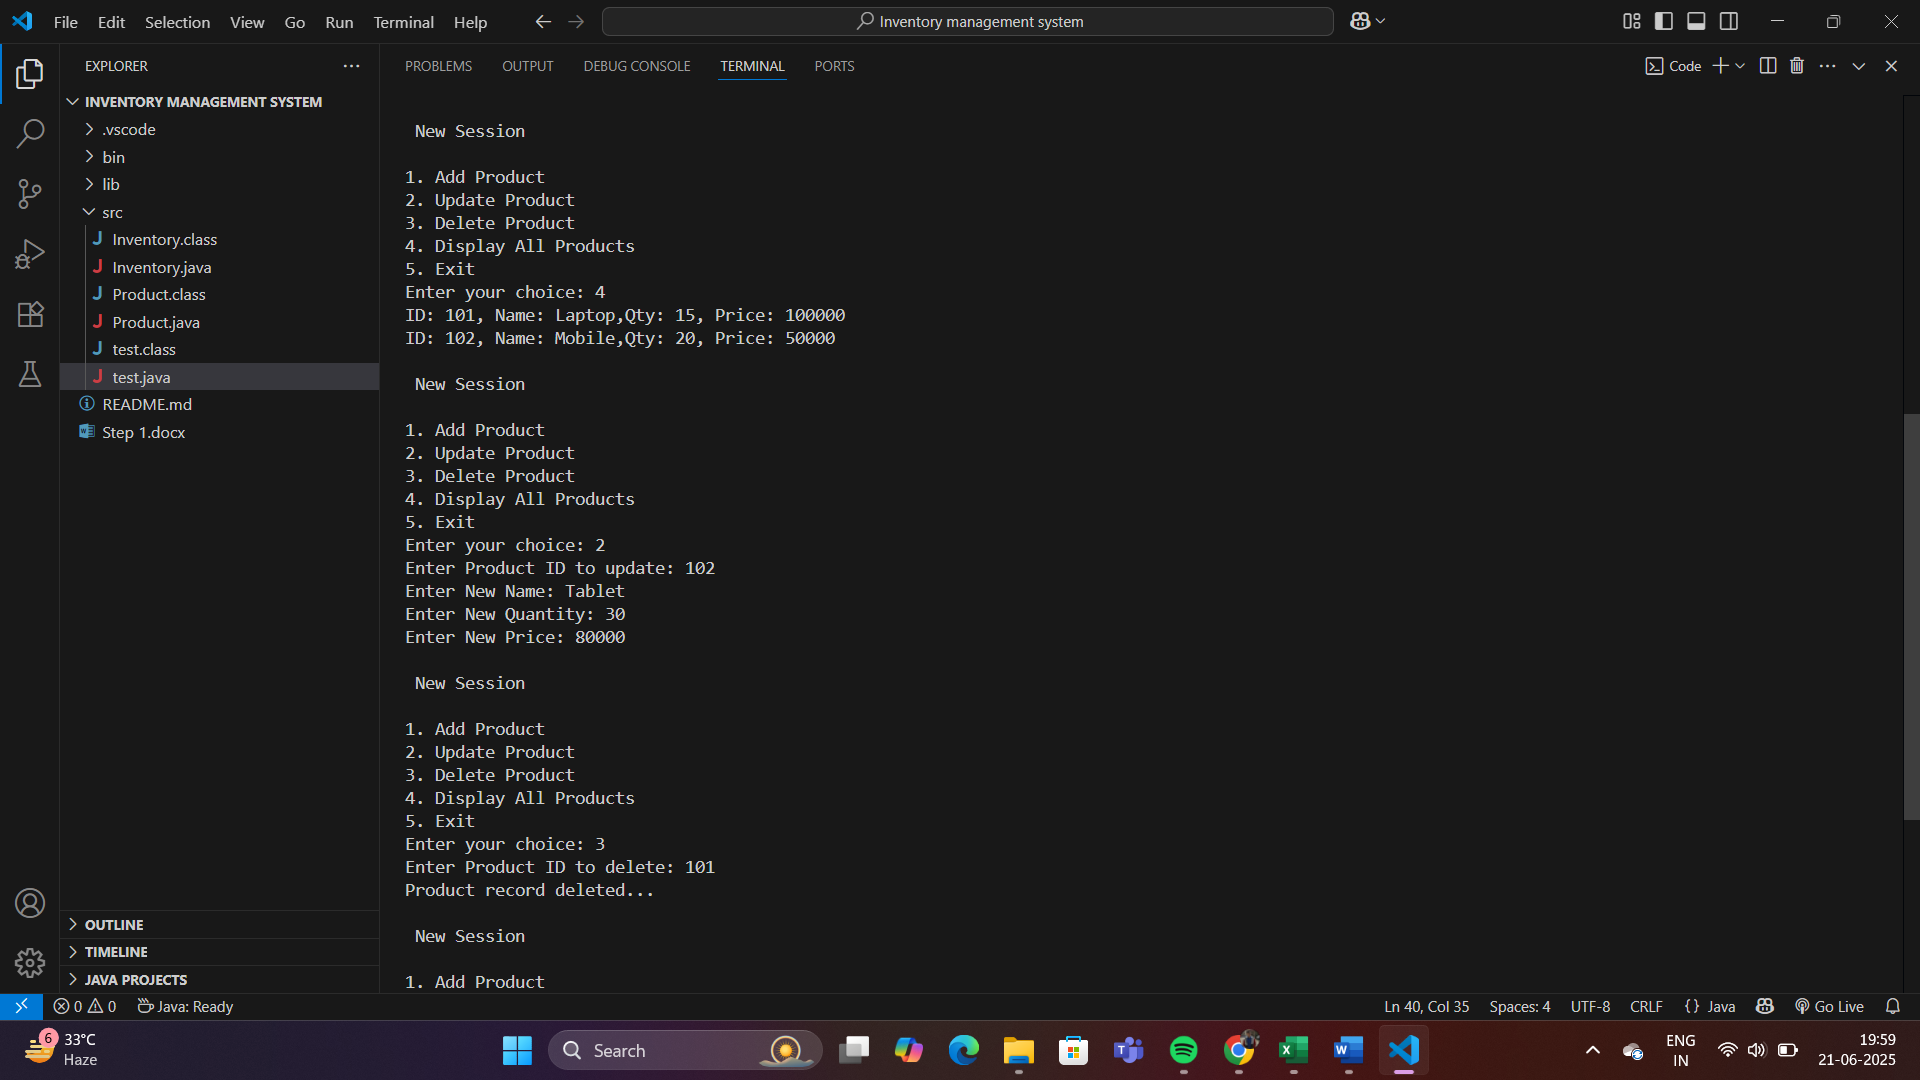 File Edit Selection View Go Run Terminal Help
Inventory management system
EXPLORER
INVENTORY MANAGEMENT SYSTEM
.vscode
bin
lib
src
J Inventory.class
J Inventory.java
J Product.class
J Product.java
J test.class
J test.java
README.md
Step 1.docx
OUTLINE
TIMELINE
JAVA PROJECTS
PROBLEMS OUTPUT DEBUG CONSOLE TERMINAL PORTS
Code
New Session
1. Add Product
2. Update Product
3. Delete Product
4. Display All Products
5. Exit
Enter your choice: 4
ID: 101, Name: Laptop,Qty: 15, Price: 100000
ID: 102, Name: Mobile,Qty: 20, Price: 50000
New Session
1. Add Product
2. Update Product
3. Delete Product
4. Display All Products
5. Exit
Enter your choice: 2
Enter Product ID to update: 102
Enter New Name: Tablet
Enter New Quantity: 30
Enter New Price: 80000
New Session
1. Add Product
2. Update Product
3. Delete Product
4. Display All Products
5. Exit
Enter your choice: 3
Enter Product ID to delete: 101
Product record deleted...
New Session
1. Add Product
0 0 Java: Ready
Ln 40, Col 35 Spaces: 4 UTF-8 CRLF {} Java Go Live
6
33°C
Haze
Search
ENG
IN
19:59
21-06-2025